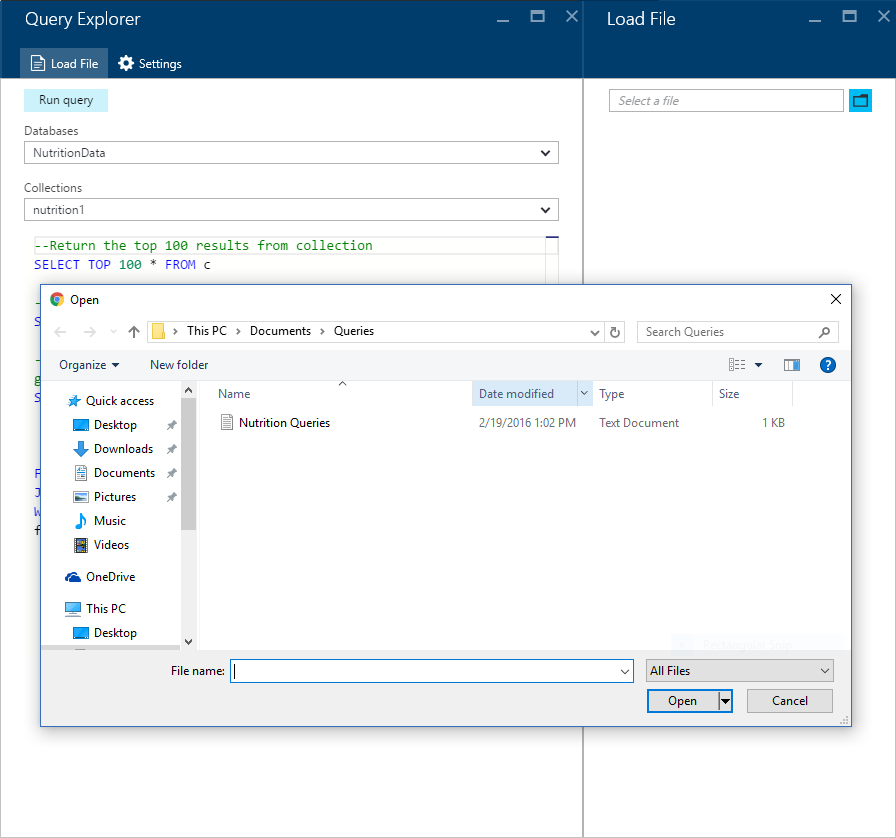 Query Explorer
Load File
Load File
Settings
Run query
Select a file
Databases
NutritionData
Collections
nutrition1
--Return the top 100 results from collection
SELECT TOP 100 * FROM c
Open
This PC > Documents > Queries
Search Queries
Organize
New folder
?
Name
Date modified
Type
Size
Nutrition Queries
2/19/2016 1:02 PM
Text Document
1 KB
Quick access
Desktop
Downloads
Documents
Pictures
Music
Videos
OneDrive
This PC
Desktop
Rectangular Snip
File name:
All Files
Open
Cancel